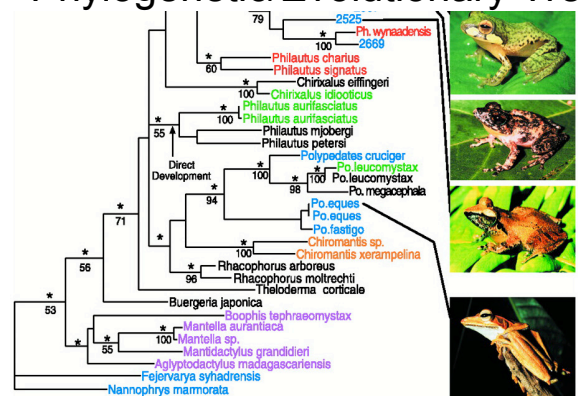 Phylogenetic/Evolutionary Tre
79
2525
Ph. wynaadensis
*
100
2669
*
60
Philautus charius
Philautus signatus
*
100
Chirixalus eiffingeri
Chirixalus idiooticus
*
100
Philautus aurifasciatus
Philautus aurifasciatus
*
55
Philautus mjobergi
Philautus petersi
Direct
Development
*
100
Polypedates cruciger
*
98
*
100
Po.leucomystax
Po.leucomystax
Po. megacephala
*
94
Po.eques
Po.eques
Po.fastigo
*
71
*
*
100
Chiromantis sp.
Chiromantis xerampelina
*
96
Rhacophorus arboreus
Rhacophorus moltrechti
Theloderma corticale
*
56
Buergeria japonica
*
53
Boophis tephraeomystax
*
100
Mantella aurantiaca
Mantella sp.
*
55
Mantidactylus grandidieri
*
Aglyptodactylus madagascariensis
Fejervarya syhadrensis
Nannophrys marmorata